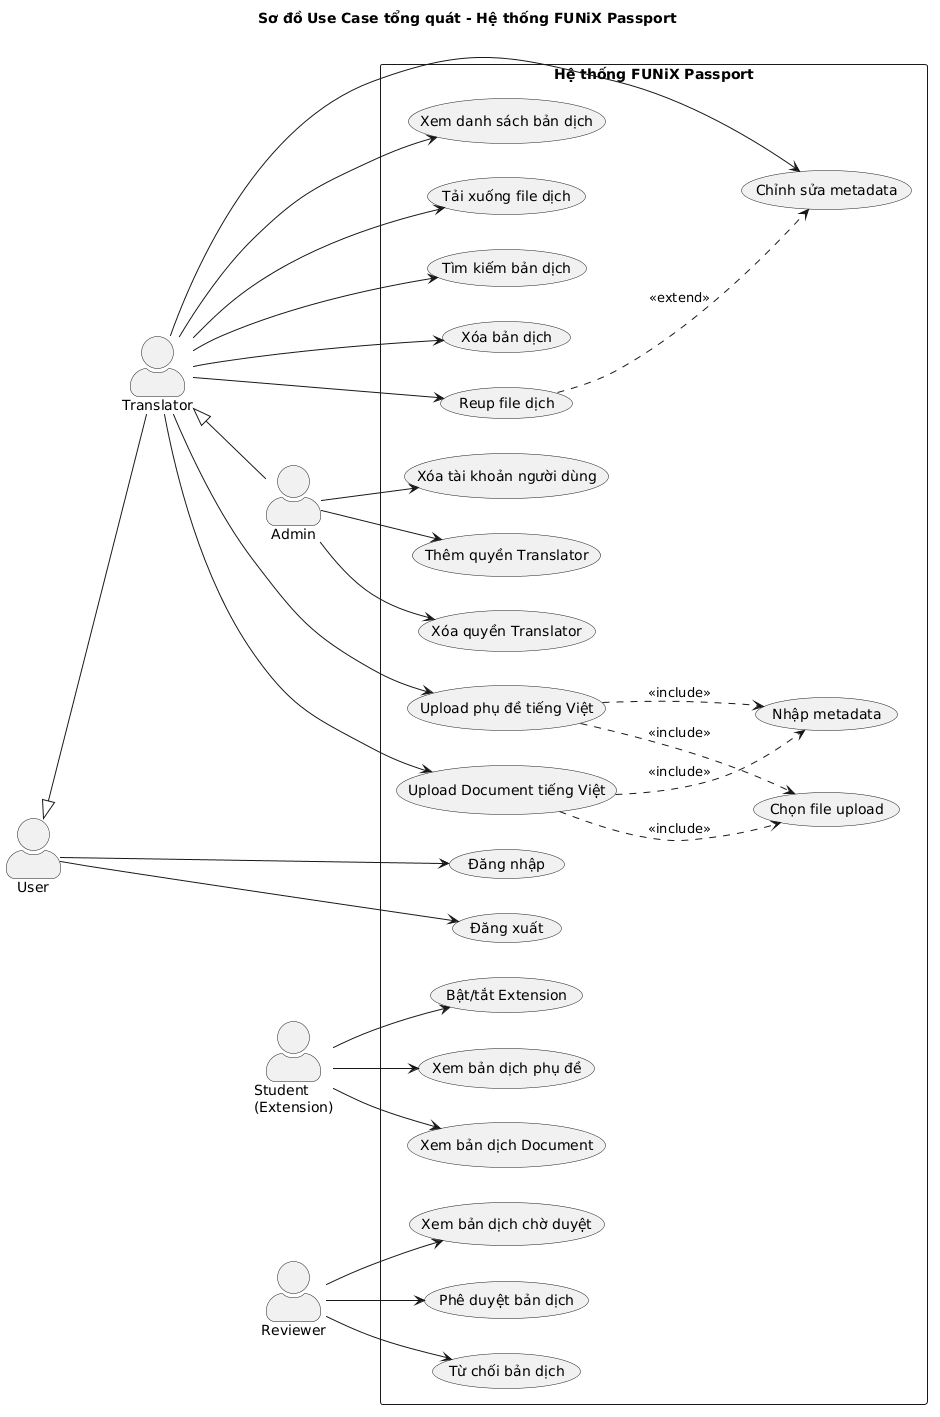 Sơ đồ Use Case tổng quát - Hệ thống FUNiX Passport
Hệ thống FUNiX Passport
Xem danh sách bản dịch
Chỉnh sửa metadata
Tải xuống file dịch
Tìm kiếm bản dịch
«extend»
Xóa bản dịch
Translator
Reup file dịch
Xóa tài khoản người dùng
Admin
Thêm quyền Translator
Xóa quyền Translator
«include»
Upload phụ đề tiếng Việt
Nhập metadata
«include»
«include»
Upload Document tiếng Việt
Chọn file upload
«include»
Đăng nhập
User
Đăng xuất
Bật/tắt Extension
Xem bản dịch phụ đề
Student
(Extension)
Xem bản dịch Document
Xem bản dịch chờ duyệt
Phê duyệt bản dịch
Reviewer
Từ chối bản dịch